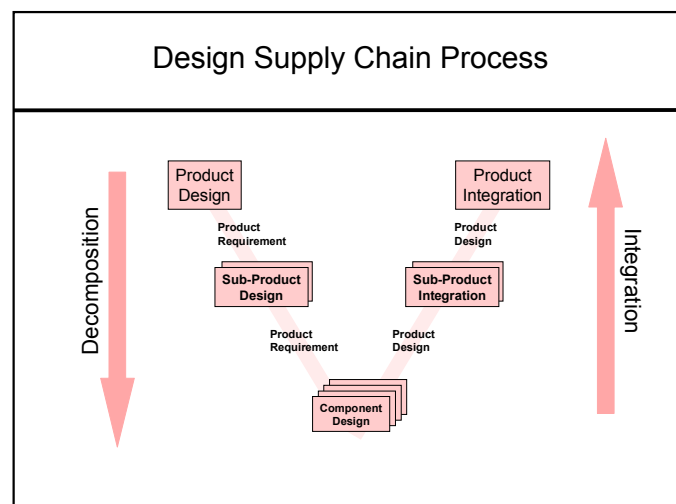 Design Supply Chain Process
Product
Design
Product
Integration
Product
Requirement
Product
Design
Decomposition
Integration
Sub-Product
Design
Sub-Product
Integration
Product
Requirement
Product
Design
Component
Design